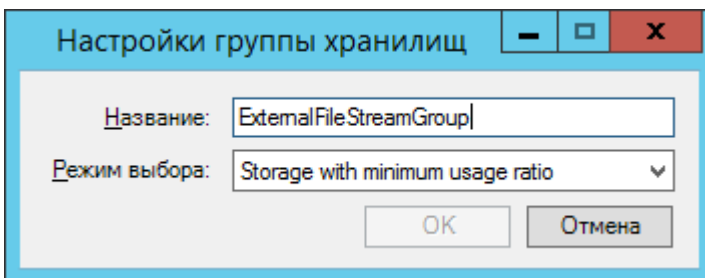 Настройки группы хранилищ
Название: ExternalFileStreamGroup
Режим выбора: Storage with minimum usage ratio
OK Отмена